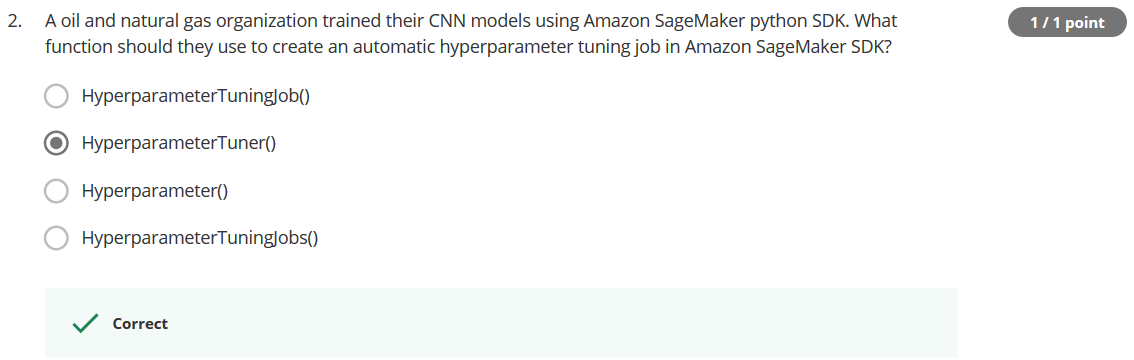 2. A oil and natural gas organization trained their CNN models using Amazon SageMaker python SDK. What
function should they use to create an automatic hyperparameter tuning job in Amazon SageMaker SDK?
1 / 1 point
HyperparameterTuningJob()
HyperparameterTuner()
Hyperparameter()
HyperparameterTuningJobs()
Correct